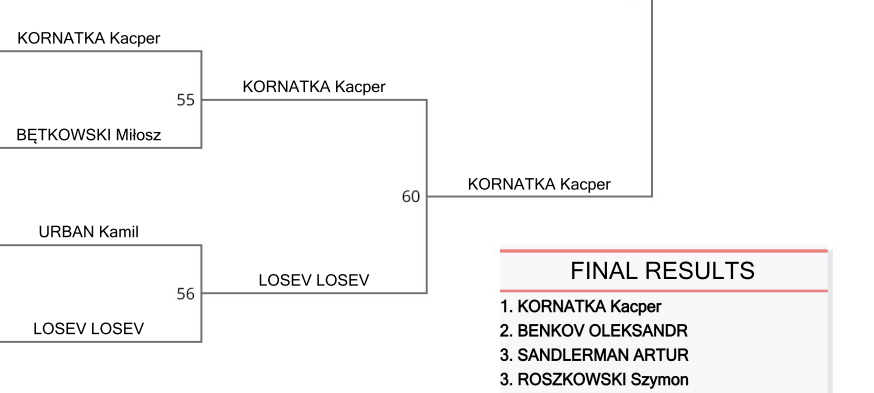 KORNATKA Kacper
KORNATKA Kacper
55
BĘTKOWSKI Miłosz
KORNATKA Kacper
60
URBAN Kamil
LOSEV LOSEV
56
LOSEV LOSEV
FINAL RESULTS
1. KORNATKA Kacper
2. BENKOV OLEKSANDR
3. SANDLERMAN ARTUR
3. ROSZKOWSKI Szymon